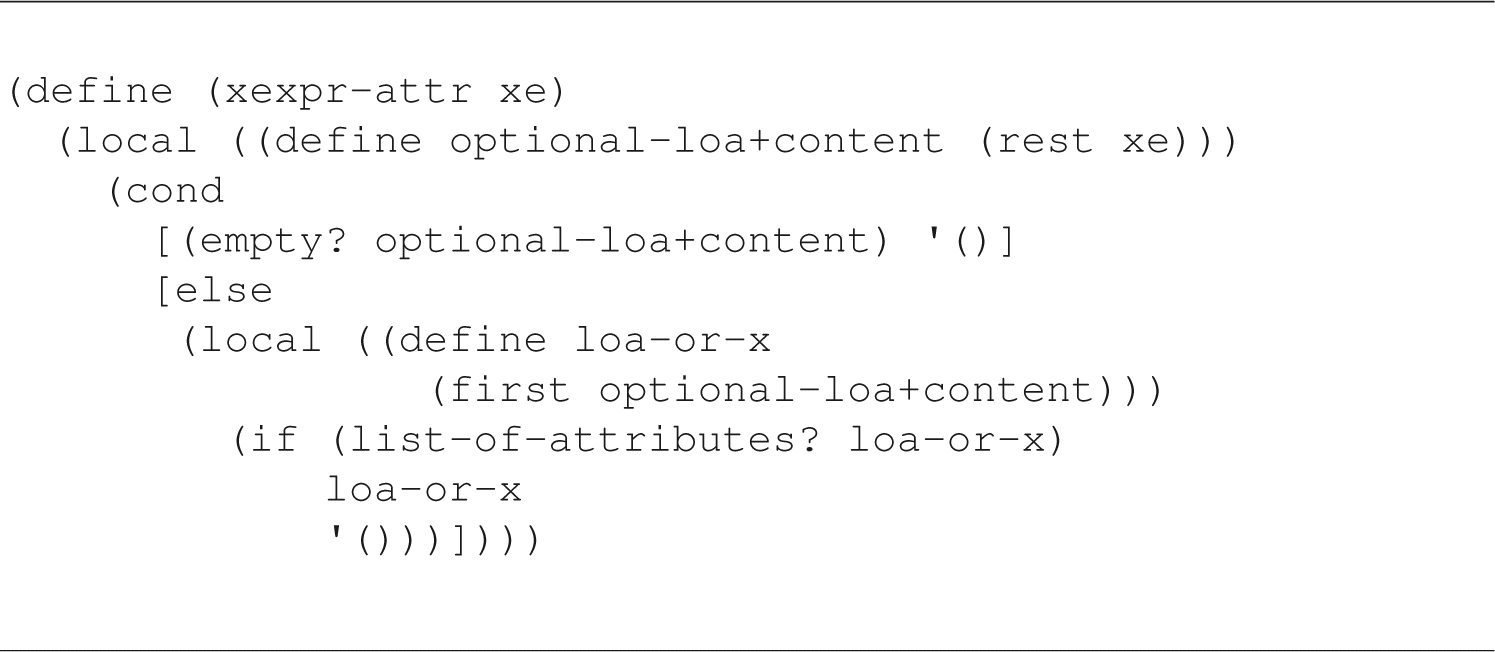 (define (xexpr-attr xe)
  (local ((define optional-loa+content (rest xe)))
    (cond
      [(empty? optional-loa+content) '()]
      [else
       (local ((define loa-or-x
                 (first optional-loa+content)))
         (if (list-of-attributes? loa-or-x)
             loa-or-x
             '()))])))